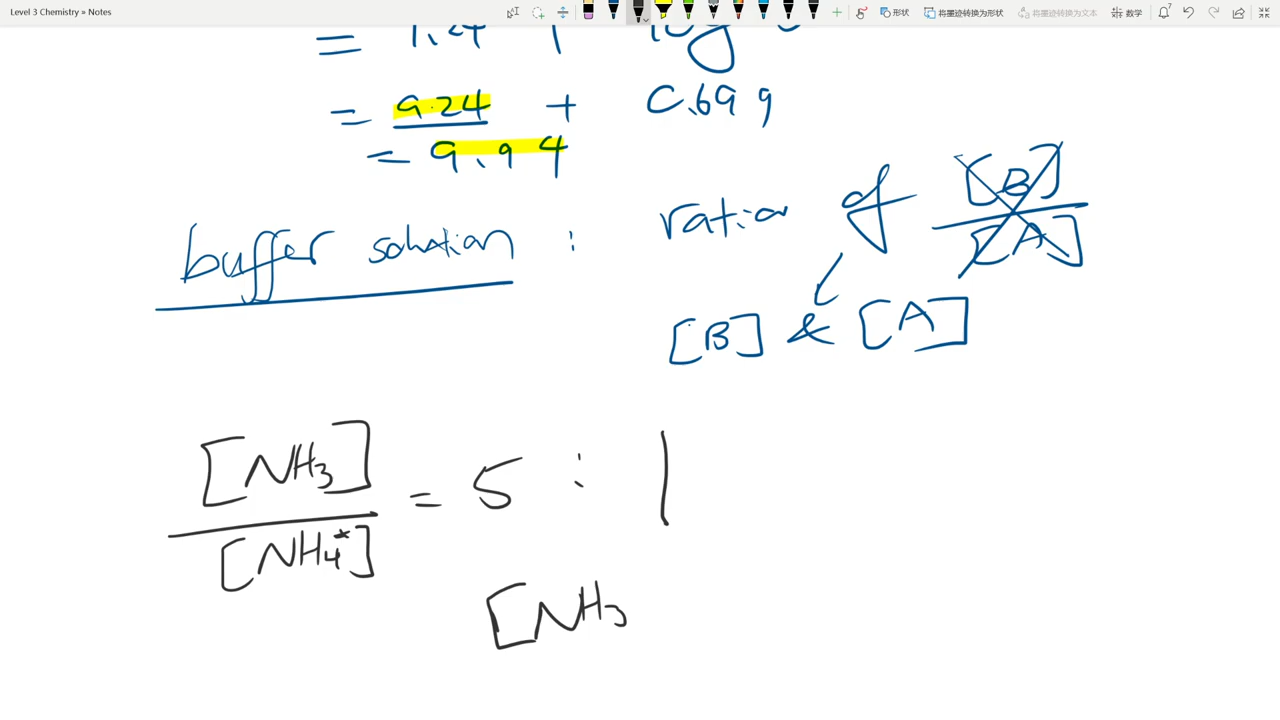 Level 3 Chemistry » Notes
形状
将墨迹转换为形状
将墨迹转换为文本
数学
= 9.24 + 0.699
= 9.94
buffer solution : ration of [B]/[A]
[B] & [A]
[NH3]/[NH4+] = 5 : 1
[NH3